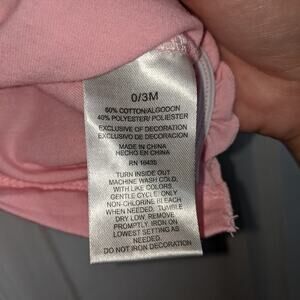 0/3M
60% COTTON/ALGODON
40% POLYESTER/ POLIESTER
EXCLUSIVE OF DECORATION
EXCLUSIVO DE DECORACION
MADE IN CHINA
HECHO EN CHINA
RN 16435
TURN INSIDE OUT
MACHINE WASH COLD,
WITH LIKE COLORS,
GENTLE CYCLE. ONLY
NON-CHLORINE BLEACH
WHEN NEEDED. TUMBLE
DRY LOW. REMOVE
PROMPTLY. IRON ON
LOWEST SETTING AS
NEEDED.
DO NOT IRON DECORATION